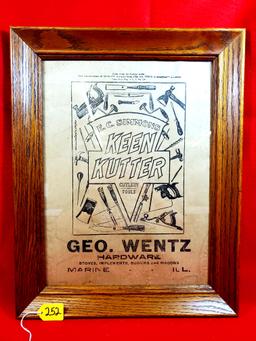 E.C. SIMMONS
KEEN
KUTTER
CUTLERY
TOOLS
GEO. WENTZ
HARDWARE
STOVES, IMPLEMENTS, BUGGIES AND WAGONS
MARINE - ILL.
252